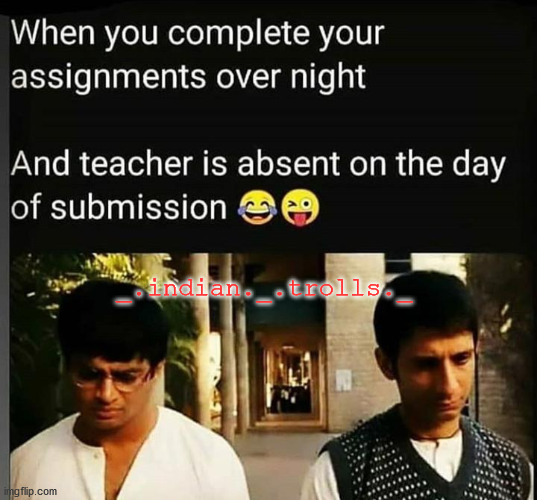 When you complete your
assignments over night
And teacher is absent on the day
of submission 😂😜
_.indian._.trolls._
imgflip.com